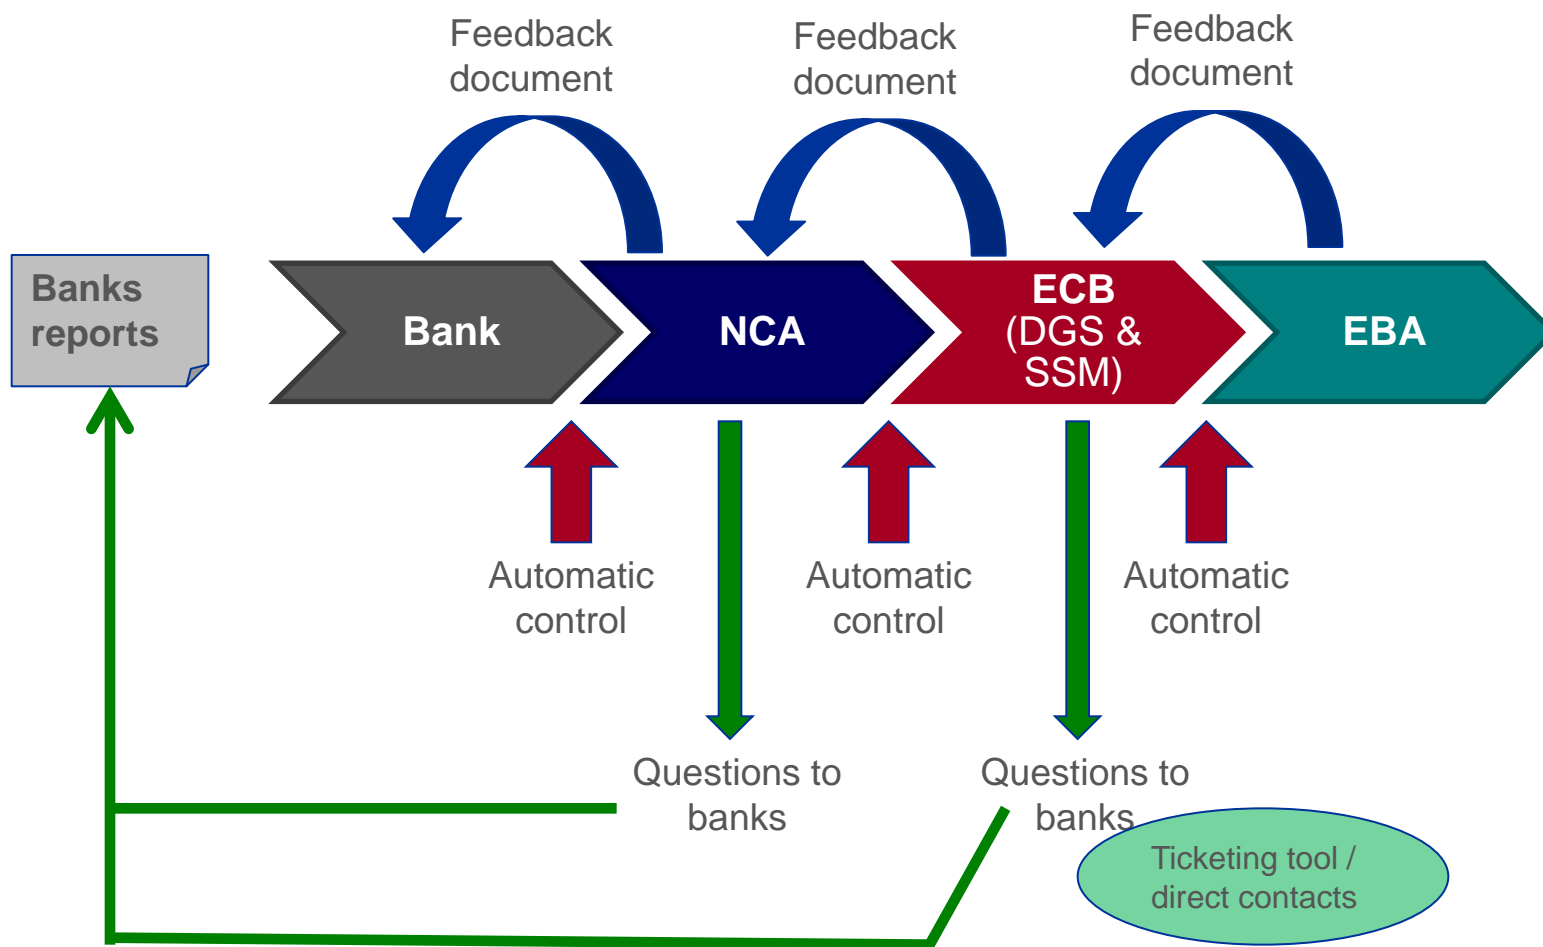 Feedback
document
Feedback
document
Feedback
document
Banks
reports
Bank
NCA
ECB
(DGS &
SSM)
EBA
Automatic
control
Automatic
control
Automatic
control
Questions to
banks
Questions to
banks
Ticketing tool /
direct contacts